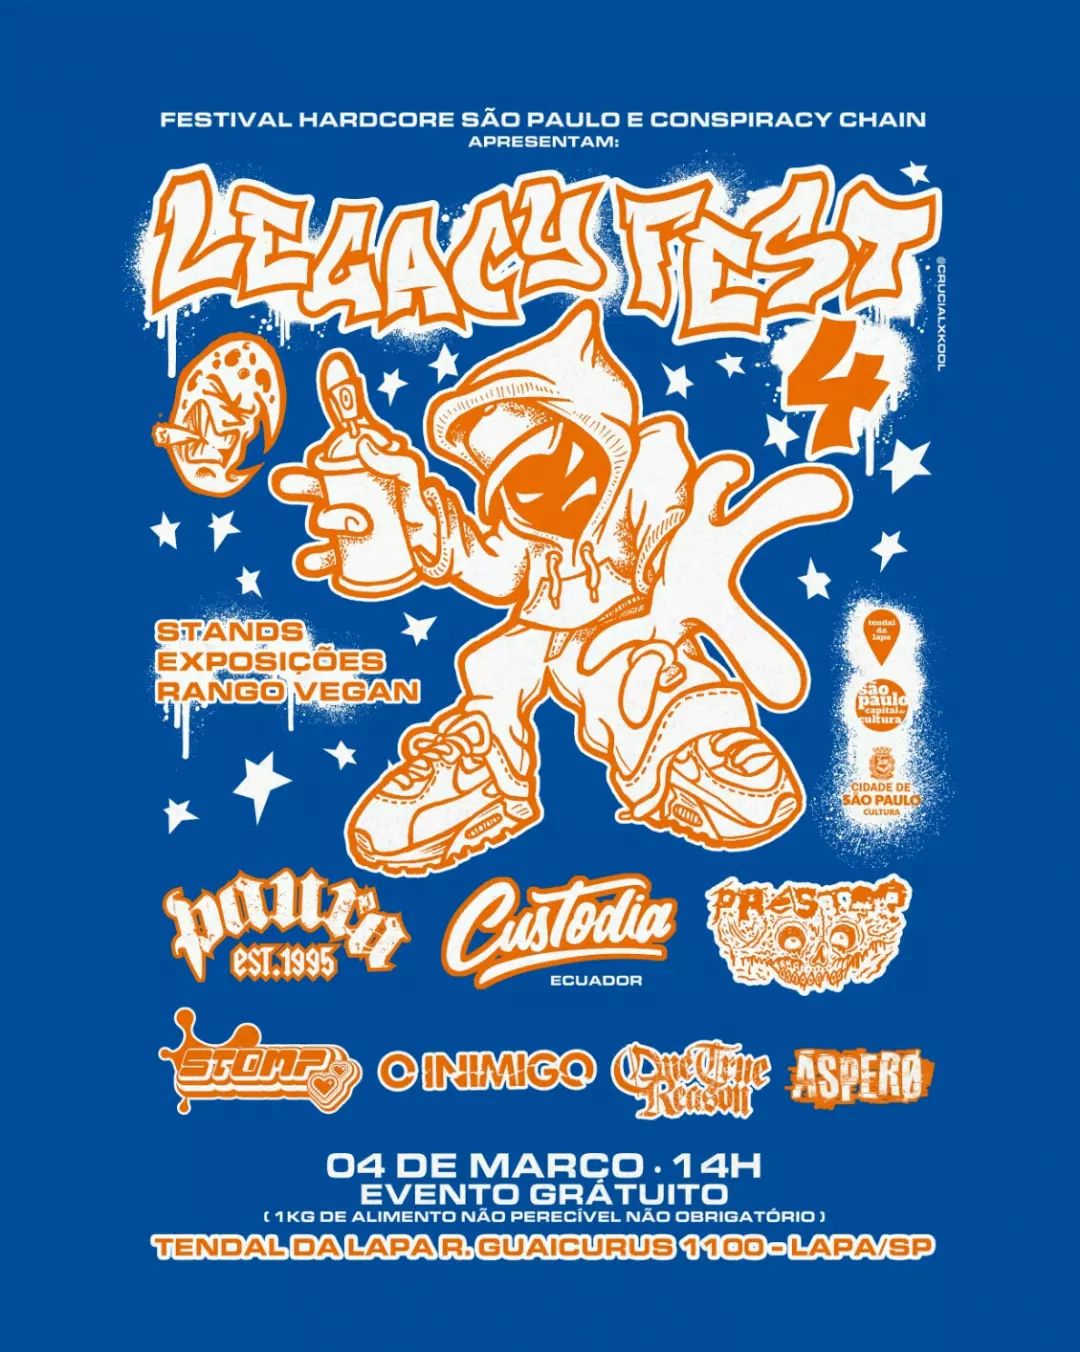 FESTIVAL HARDCORE SÃO PAULO E CONSPIRACY CHAIN
APRESENTAM:
LEGACY FEST
4
@CRUCIALXKOOL
STANDS
EXPOSIÇÕES
RANGO VEGAN
tendal
da
lapa
são
paulo
capital da
cultura
CIDADE DE
SÃO PAULO
CULTURA
paura
EST.1995
Custodia
ECUADOR
PRESTO?
STOMP
O INIMIGO
One True
Reason
ÁSPERO
04 DE MARÇO · 14H
EVENTO GRÁTUITO
( 1KG DE ALIMENTO NÃO PERECÍVEL NÃO OBRIGATÓRIO )
TENDAL DA LAPA R. GUAICURUS 1100 - LAPA/SP